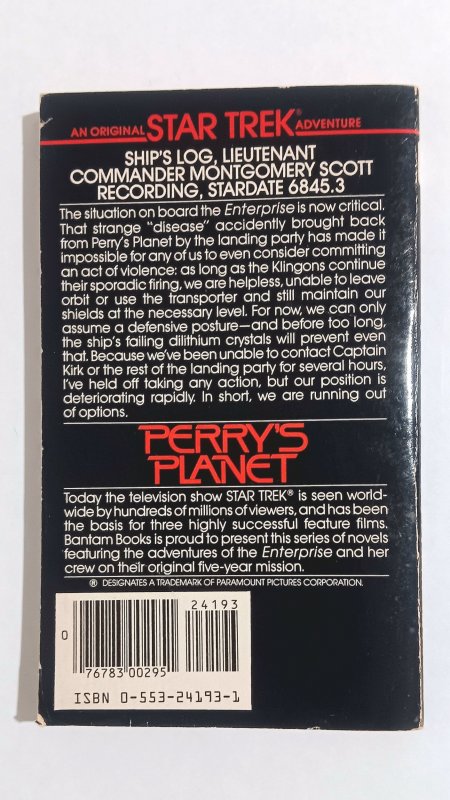 AN ORIGINAL STAR TREK® ADVENTURE
SHIP'S LOG, LIEUTENANT
COMMANDER MONTGOMERY SCOTT
RECORDING, STARDATE 6845.3
The situation on board the Enterprise is now critical.
That strange "disease" accidently brought back
from Perry's Planet by the landing party has made it
impossible for any of us to even consider committing
an act of violence: as long as the Klingons continue
their sporadic firing, we are helpless, unable to leave
orbit or use the transporter and still maintain our
shields at the necessary level. For now, we can only
assume a defensive posture—and before too long,
the ship's failing dilithium crystals will prevent even
that. Because we've been unable to contact Captain
Kirk or the rest of the landing party for several hours,
I've held off taking any action, but our position is
deteriorating rapidly. In short, we are running out
of options.
PERRY'S
PLANET
Today the television show STAR TREK® is seen world-
wide by hundreds of millions of viewers, and has been
the basis for three highly successful feature films.
Bantam Books is proud to present this series of novels
featuring the adventures of the Enterprise and her
crew on their original five-year mission.
® DESIGNATES A TRADEMARK OF PARAMOUNT PICTURES CORPORATION.
24193
0
76783 00295
ISBN 0-553-24193-1